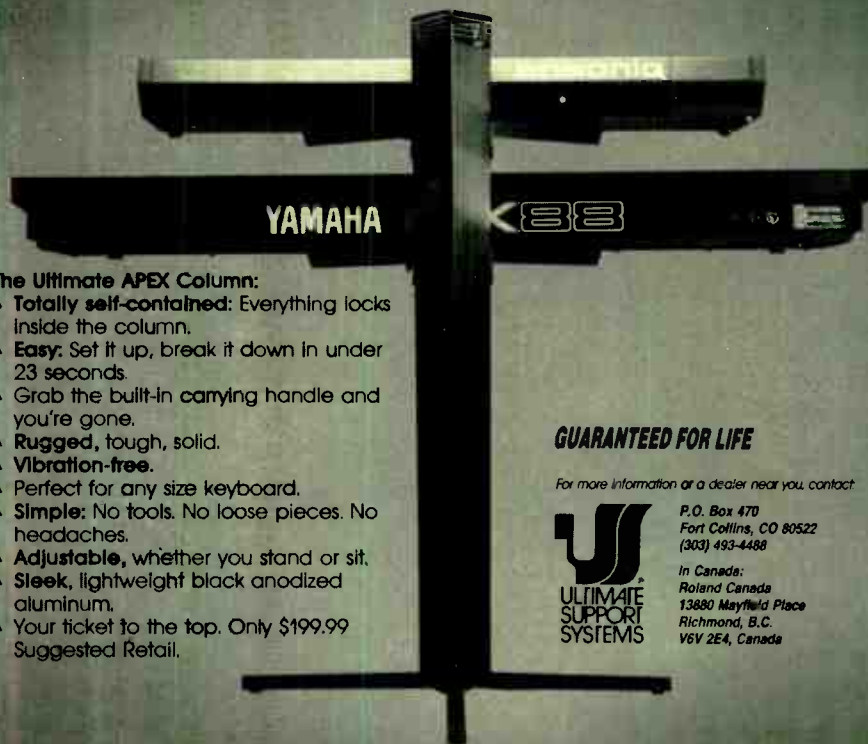 ensoniq
YAMAHA
K88
The Ultimate APEX Column:
Totally self-contained: Everything locks
inside the column.
Easy: Set it up, break it down in under
23 seconds.
Grab the built-in carrying handle and
you're gone.
Rugged, tough, solid.
Vibration-free.
Perfect for any size keyboard.
Simple: No tools. No loose pieces. No
headaches.
Adjustable, whether you stand or sit.
Sleek, lightweight black anodized
aluminum.
Your ticket to the top. Only $199.99
Suggested Retail.
GUARANTEED FOR LIFE
For more information or a dealer near you, contact
ULTIMATE
SUPPORT
SYSTEMS
P.O. Box 470
Fort Collins, CO 80522
(303) 493-4488
In Canada:
Roland Canada
13880 Mayfield Place
Richmond, B.C.
V6V 2E4, Canada